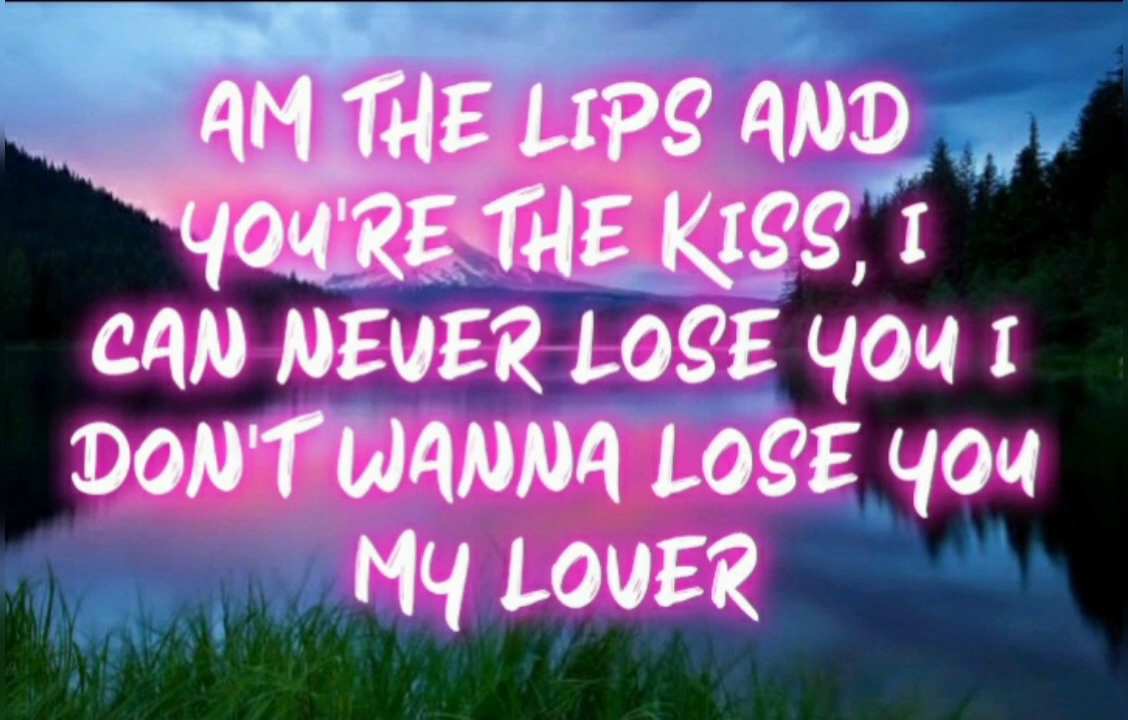 AM THE LIPS AND
YOU'RE THE KISS, I
CAN NEVER LOSE YOU I
DON'T WANNA LOSE YOU
MY LOVER